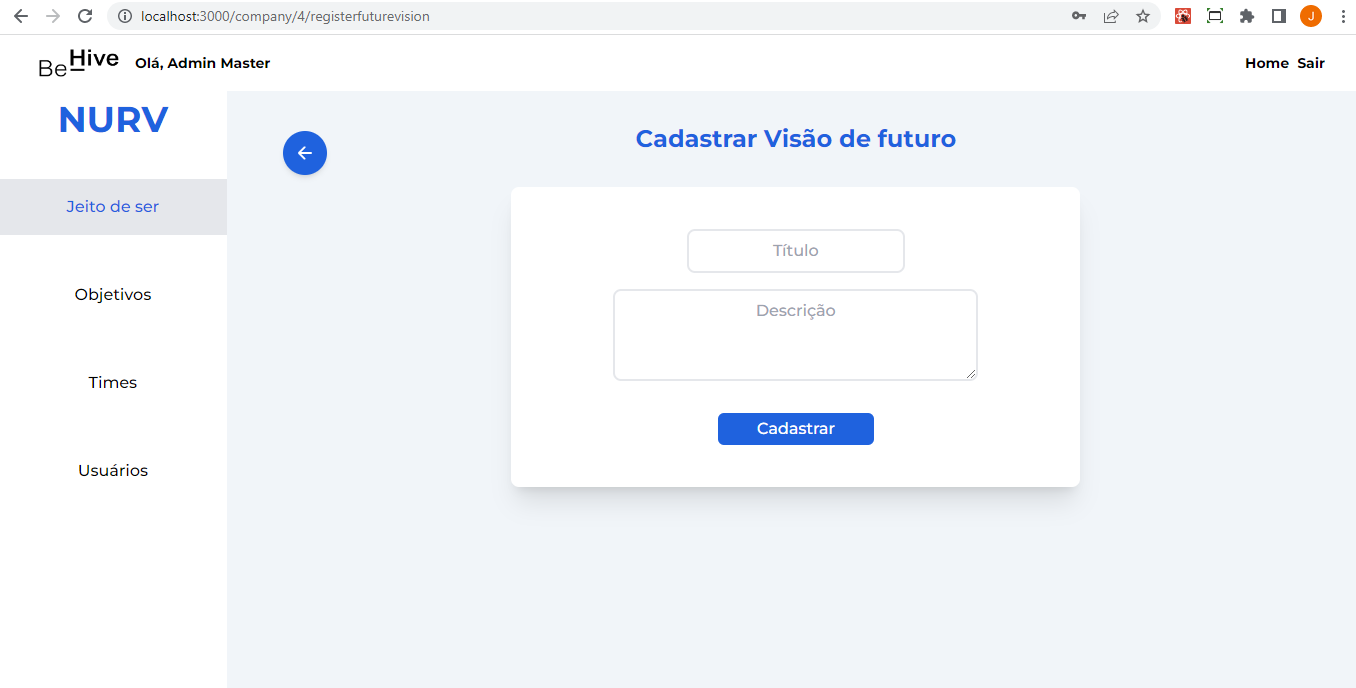 localhost:3000/company/4/registerfuturevision
J
BeHive Olá, Admin Master Home Sair
NURV
Cadastrar Visão de futuro
Jeito de ser
Título
Objetivos
Descrição
Times
Cadastrar
Usuários